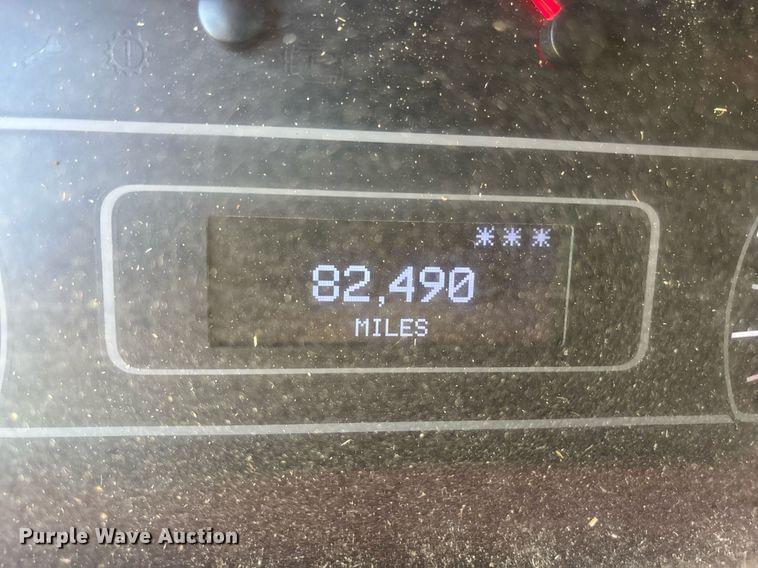 ***
82,490
MILES
Purple Wave Auction